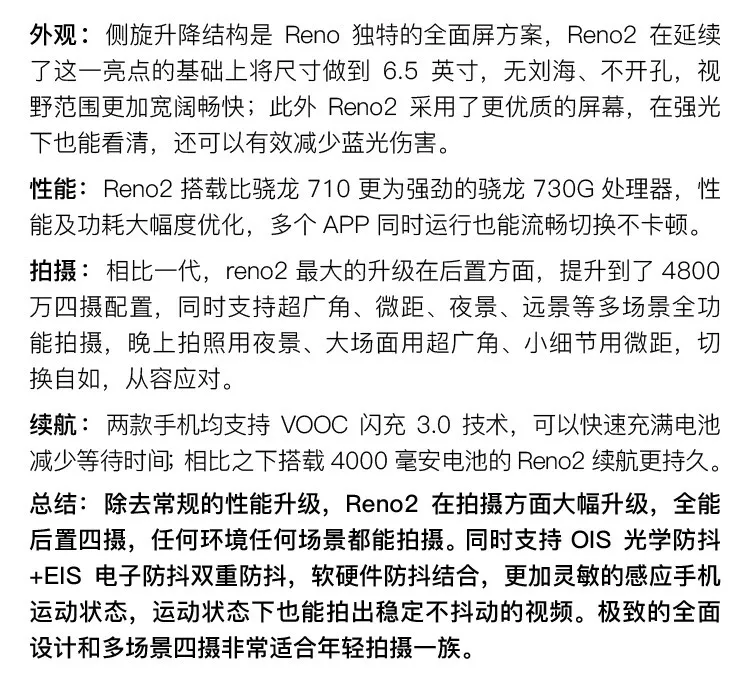 外观：侧旋升降结构是 Reno 独特的全面屏方案，Reno2 在延续
了这一亮点的基础上将尺寸做到 6.5 英寸，无刘海、不开孔，视
野范围更加宽阔畅快；此外 Reno2 采用了更优质的屏幕，在强光
下也能看清，还可以有效减少蓝光伤害。
性能：Reno2 搭载比骁龙 710 更为强劲的骁龙 730G 处理器，性
能及功耗大幅度优化，多个 APP 同时运行也能流畅切换不卡顿。
拍摄：相比一代，reno2 最大的升级在后置方面，提升到了 4800
万四摄配置，同时支持超广角、微距、夜景、远景等多场景全功
能拍摄，晚上拍照用夜景、大场面用超广角、小细节用微距，切
换自如，从容应对。
续航：两款手机均支持 VOOC 闪充 3.0 技术，可以快速充满电池
减少等待时间; 相比之下搭载 4000 毫安电池的 Reno2 续航更持久。
总结：除去常规的性能升级，Reno2 在拍摄方面大幅升级，全能
后置四摄，任何环境任何场景都能拍摄。同时支持 OIS 光学防抖
+EIS 电子防抖双重防抖，软硬件防抖结合，更加灵敏的感应手机
运动状态，运动状态下也能拍出稳定不抖动的视频。极致的全面
设计和多场景四摄非常适合年轻拍摄一族。